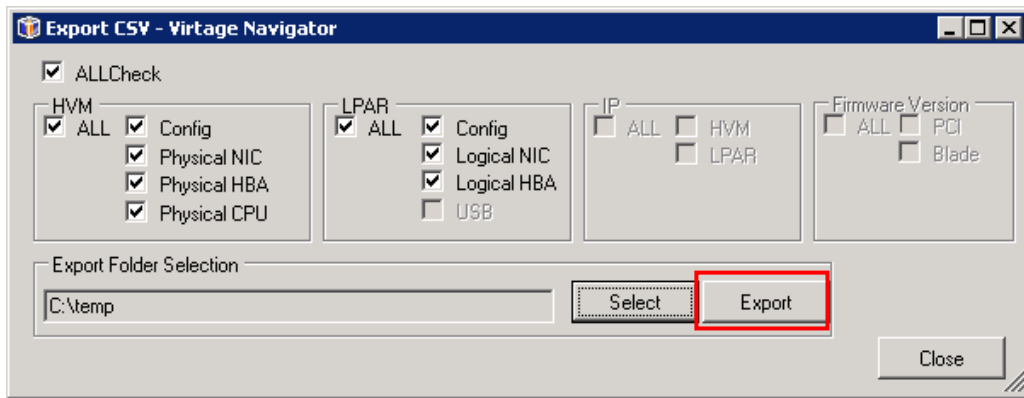 Export CSV - Virtage Navigator
ALLCheck
HVM
ALL
Config
Physical NIC
Physical HBA
Physical CPU
LPAR
ALL
Config
Logical NIC
Logical HBA
USB
IP
ALL
HVM
LPAR
Firmware Version
ALL
PCI
Blade
Export Folder Selection
C:\temp
Select
Export
Close